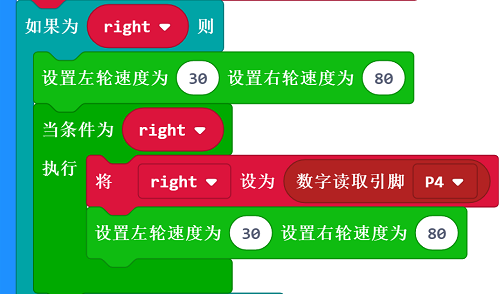 如果为 right 则
设置左轮速度为 30 设置右轮速度为 80
当条件为 right
执行 将 right 设为 数字读取引脚 P4
设置左轮速度为 30 设置右轮速度为 80